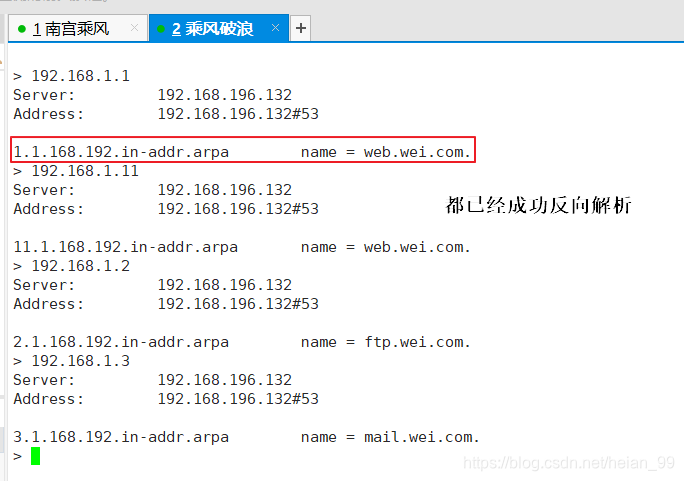 1 南宫乘风 × 2 乘风破浪 × +
> 192.168.1.1
Server: 192.168.196.132
Address: 192.168.196.132#53
1.1.168.192.in-addr.arpa name = web.wei.com.
> 192.168.1.11
Server: 192.168.196.132
Address: 192.168.196.132#53
都已经成功反向解析
11.1.168.192.in-addr.arpa name = web.wei.com.
> 192.168.1.2
Server: 192.168.196.132
Address: 192.168.196.132#53
2.1.168.192.in-addr.arpa name = ftp.wei.com.
> 192.168.1.3
Server: 192.168.196.132
Address: 192.168.196.132#53
3.1.168.192.in-addr.arpa name = mail.wei.com.
>
https://blog.csdn.net/heian_99